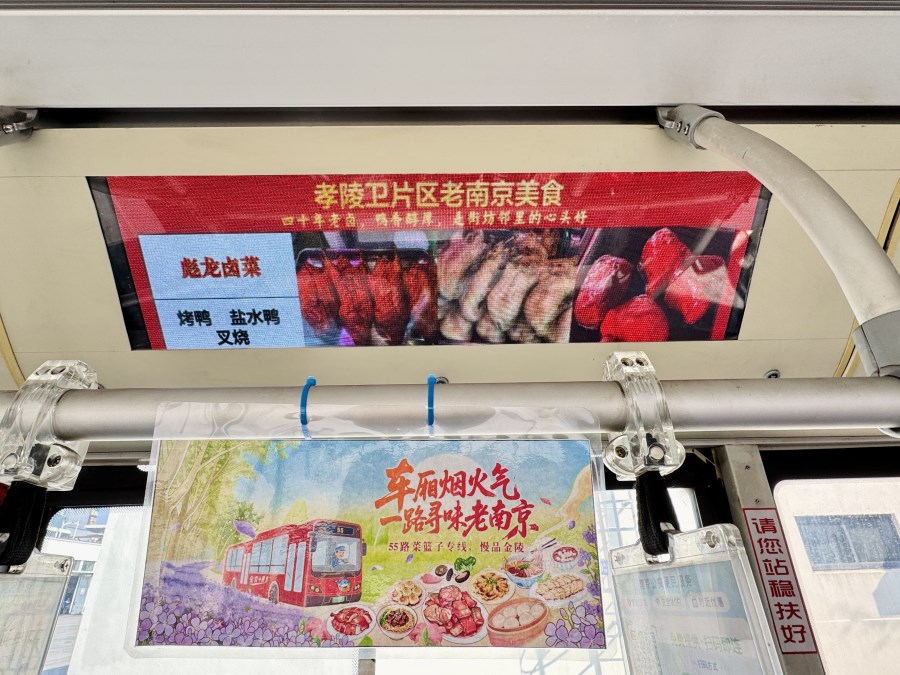 孝陵卫片区老南京美食
四十年老卤，鸭香醇厚，是街坊邻里的心头好
彪龙卤菜
烤鸭 盐水鸭
叉烧
车厢烟火气
一路寻味老南京
55路菜篮子专线，慢品金陵
请您站稳扶好